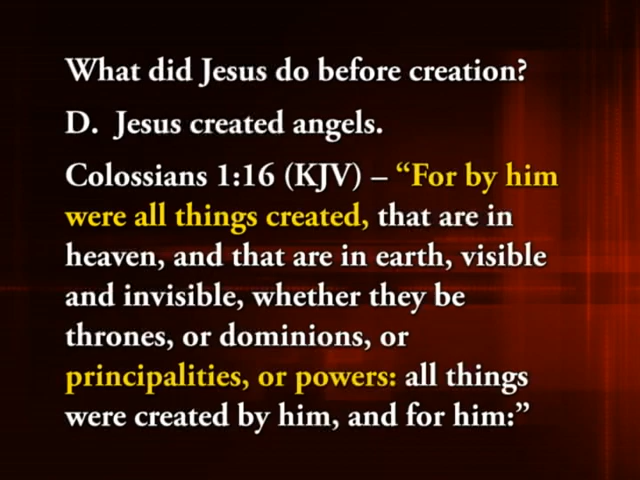 What did Jesus do before creation?
D. Jesus created angels.
Colossians 1:16 (KJV) – “For by him
were all things created, that are in
heaven, and that are in earth, visible
and invisible, whether they be
thrones, or dominions, or
principalities, or powers: all things
were created by him, and for him:”